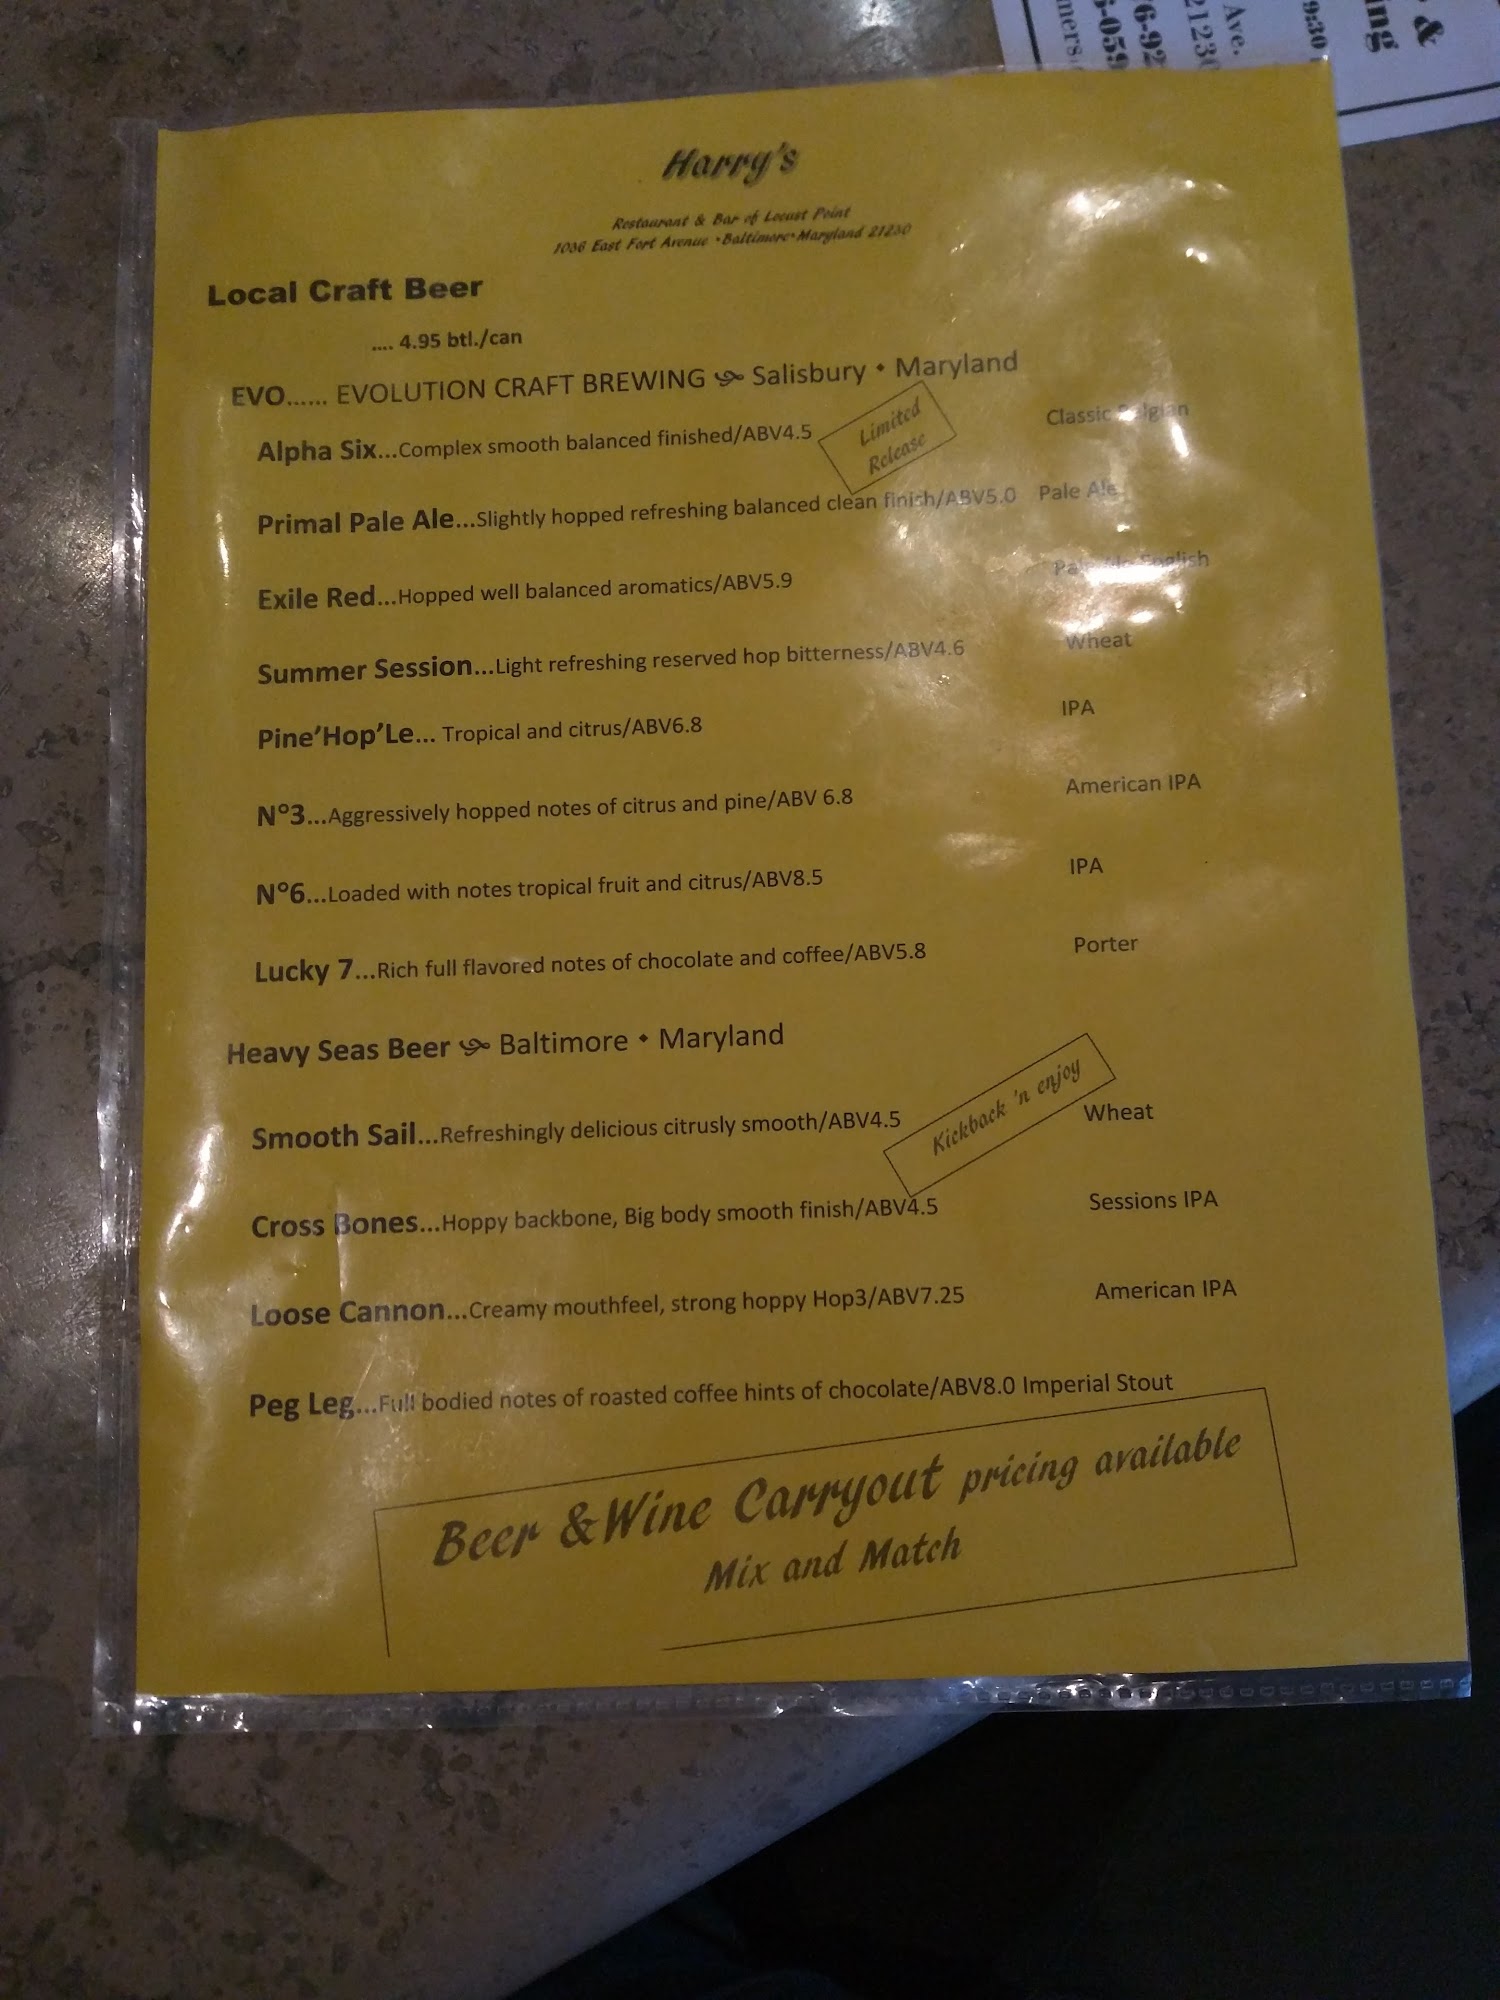 Harry's
Restaurant & Bar of Locust Point
1036 East Fort Avenue •Baltimore•Maryland 21230
Local Craft Beer
.... 4.95 btl./can
EVO...... EVOLUTION CRAFT BREWING Salisbury • Maryland
Alpha Six...Complex smooth balanced finished/ABV4.5 Classic Belgian
Limited
Release
Primal Pale Ale...Slightly hopped refreshing balanced clean finish/ABV5.0 Pale Ale
Exile Red...Hopped well balanced aromatics/ABV5.9 Pale Ale English
Summer Session...Light refreshing reserved hop bitterness/ABV4.6 Wheat
Pine'Hop'Le... Tropical and citrus/ABV6.8 IPA
N°3...Aggressively hopped notes of citrus and pine/ABV 6.8 American IPA
N°6...Loaded with notes tropical fruit and citrus/ABV8.5 IPA
Lucky 7...Rich full flavored notes of chocolate and coffee/ABV5.8 Porter
Heavy Seas Beer Baltimore • Maryland
Kickback 'n enjoy
Smooth Sail...Refreshingly delicious citrusly smooth/ABV4.5 Wheat
Cross Bones...Hoppy backbone, Big body smooth finish/ABV4.5 Sessions IPA
Loose Cannon...Creamy mouthfeel, strong hoppy Hop3/ABV7.25 American IPA
Peg Leg...Full bodied notes of roasted coffee hints of chocolate/ABV8.0 Imperial Stout
Beer &Wine Carryout pricing available
Mix and Match
&
9:30
Ave.